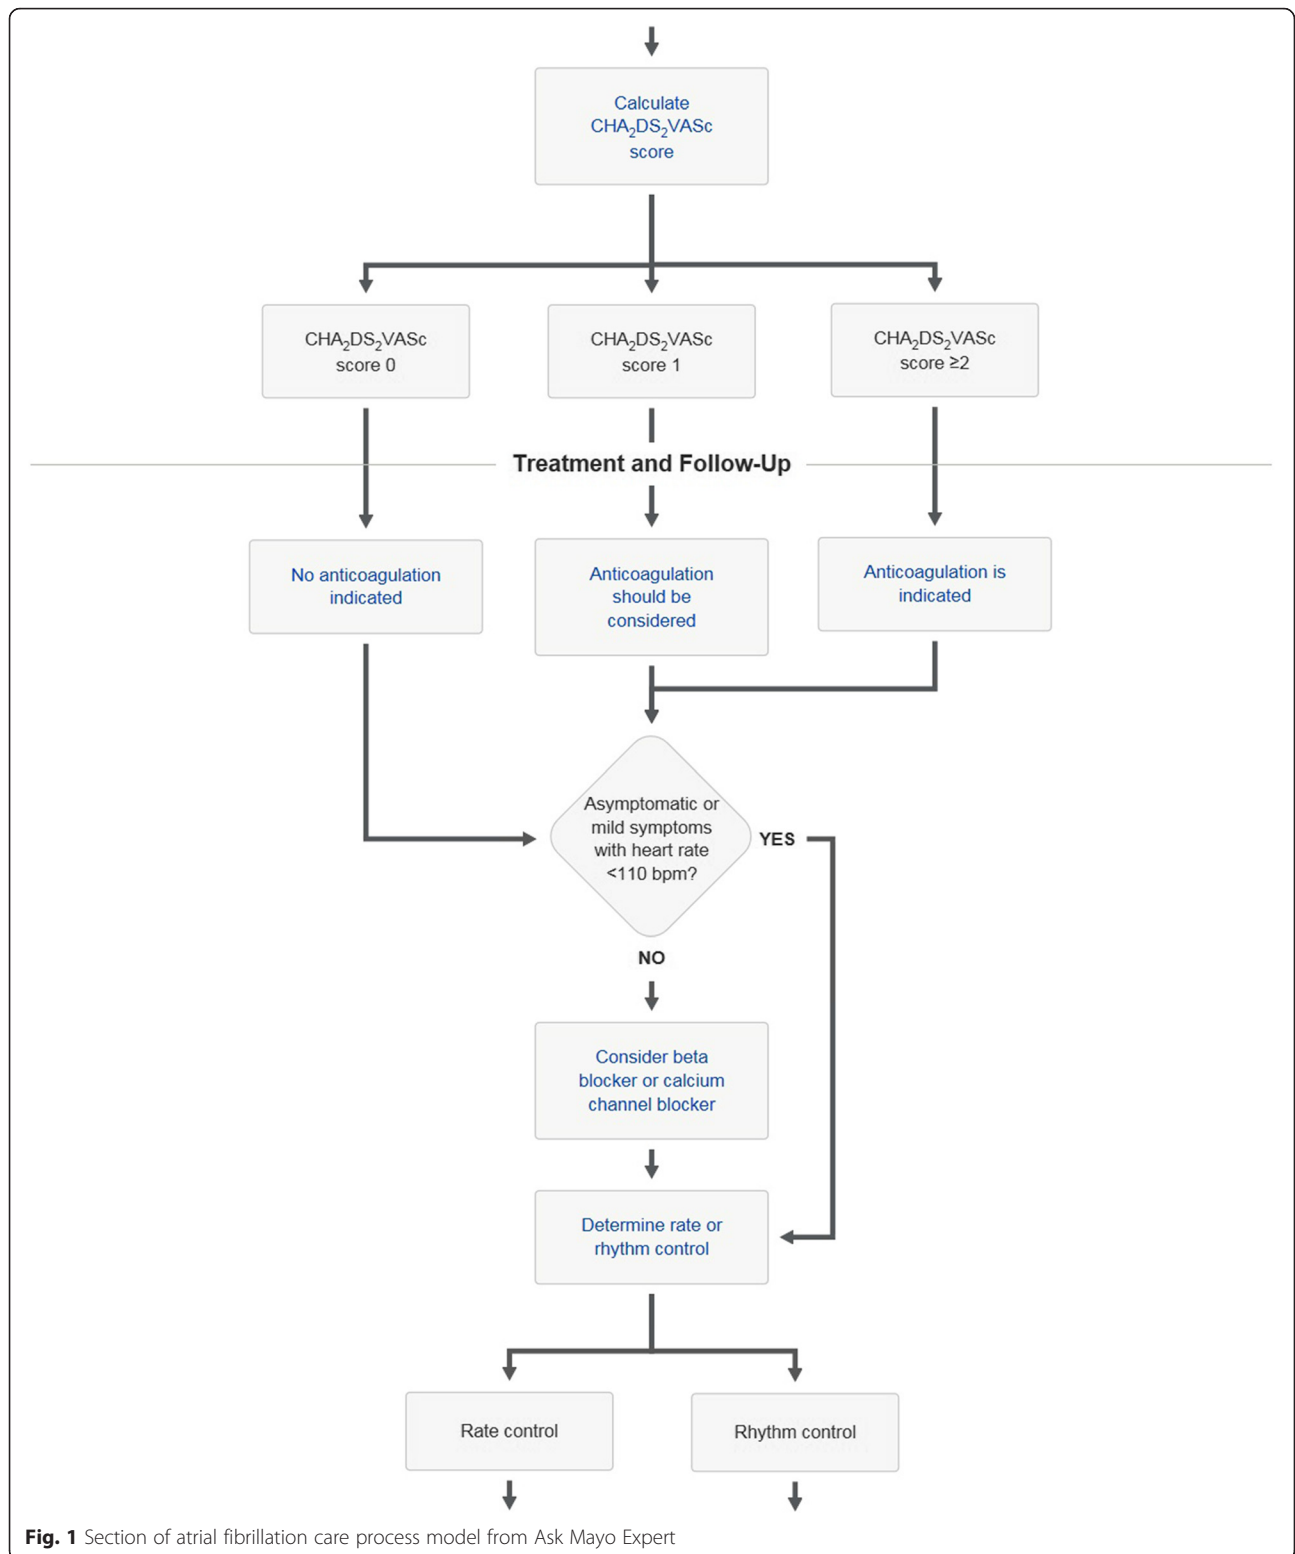 Calculate
CHA₂DS₂VASc
score
CHA₂DS₂VASc
score 0
CHA₂DS₂VASc
score 1
CHA₂DS₂VASc
score ≥2
Treatment and Follow-Up
No anticoagulation
indicated
Anticoagulation
should be
considered
Anticoagulation is
indicated
Asymptomatic or
mild symptoms
with heart rate
<110 bpm?
YES
NO
Consider beta
blocker or calcium
channel blocker
Determine rate or
rhythm control
Rate control
Rhythm control
Fig. 1 Section of atrial fibrillation care process model from Ask Mayo Expert